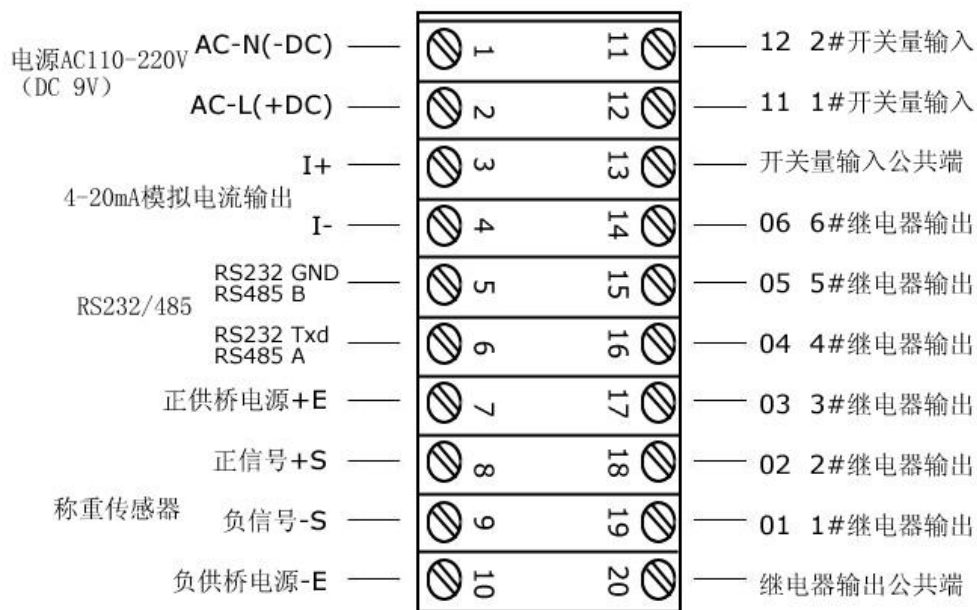 电源AC110-220V
（DC 9V）
AC-N(-DC)
1
11
12 2#开关量输入
AC-L(+DC)
2
12
11 1#开关量输入
I+
3
13
开关量输入公共端
4-20mA模拟电流输出
I-
4
14
06 6#继电器输出
RS232/485
RS232 GND
RS485 B
5
15
05 5#继电器输出
RS232 Txd
RS485 A
6
16
04 4#继电器输出
正供桥电源+E
7
17
03 3#继电器输出
正信号+S
8
18
02 2#继电器输出
称重传感器
负信号-S
9
19
01 1#继电器输出
负供桥电源-E
10
20
继电器输出公共端